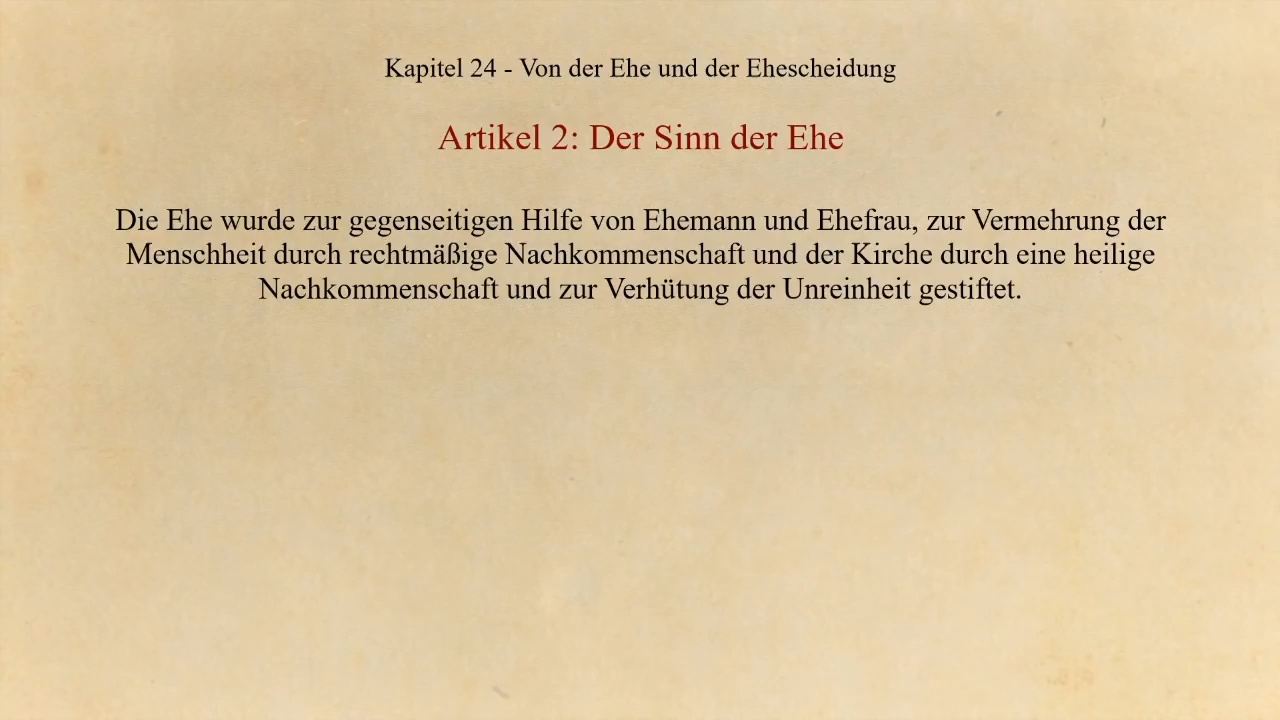 Kapitel 24 - Von der Ehe und der Ehescheidung
Artikel 2: Der Sinn der Ehe
Die Ehe wurde zur gegenseitigen Hilfe von Ehemann und Ehefrau, zur Vermehrung der
Menschheit durch rechtmäßige Nachkommenschaft und der Kirche durch eine heilige
Nachkommenschaft und zur Verhütung der Unreinheit gestiftet.